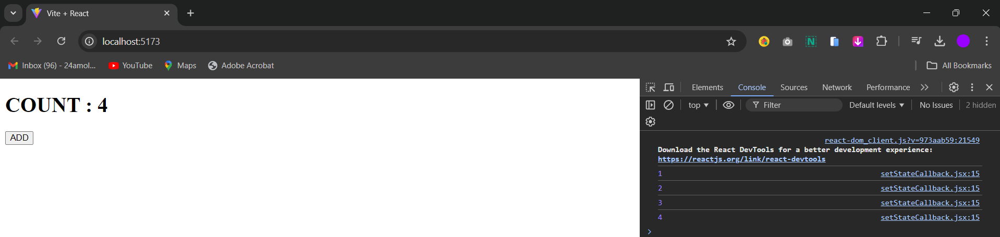 Vite + React
localhost:5173
Inbox (96) - 24amol... YouTube Maps Adobe Acrobat All Bookmarks
COUNT : 4
ADD
Elements Console Sources Network Performance
top Filter Default levels No Issues 2 hidden
react-dom_client.js?v=973aab59:21549
Download the React DevTools for a better development experience:
https://reactjs.org/link/react-devtools
1 setStateCallback.jsx:15
2 setStateCallback.jsx:15
3 setStateCallback.jsx:15
4 setStateCallback.jsx:15